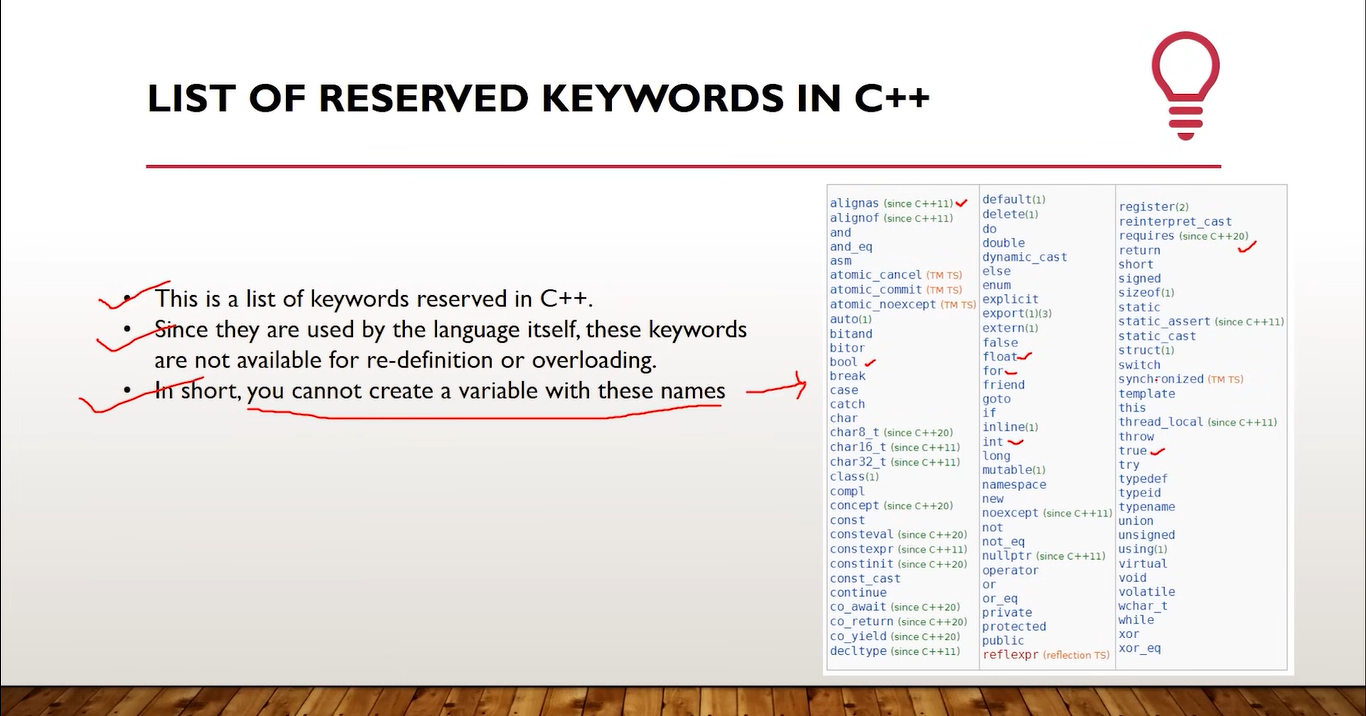 LIST OF RESERVED KEYWORDS IN C++
• This is a list of keywords reserved in C++.
• Since they are used by the language itself, these keywords
are not available for re-definition or overloading.
• In short, you cannot create a variable with these names
alignas (since C++11)
alignof (since C++11)
and
and_eq
asm
atomic_cancel (TM TS)
atomic_commit (TM TS)
atomic_noexcept (TM TS)
auto(1)
bitand
bitor
bool
break
case
catch
char
char8_t (since C++20)
char16_t (since C++11)
char32_t (since C++11)
class(1)
compl
concept (since C++20)
const
consteval (since C++20)
constexpr (since C++11)
constinit (since C++20)
const_cast
continue
co_await (since C++20)
co_return (since C++20)
co_yield (since C++20)
decltype (since C++11)
default(1)
delete(1)
do
double
dynamic_cast
else
enum
explicit
export(1)(3)
extern(1)
false
float
for
friend
goto
if
inline(1)
int
long
mutable(1)
namespace
new
noexcept (since C++11)
not
not_eq
nullptr (since C++11)
operator
or
or_eq
private
protected
public
reflexpr (reflection TS)
register(2)
reinterpret_cast
requires (since C++20)
return
short
signed
sizeof(1)
static
static_assert (since C++11)
static_cast
struct(1)
switch
synchronized (TM TS)
template
this
thread_local (since C++11)
throw
true
try
typedef
typeid
typename
union
unsigned
using(1)
virtual
void
volatile
wchar_t
while
xor
xor_eq